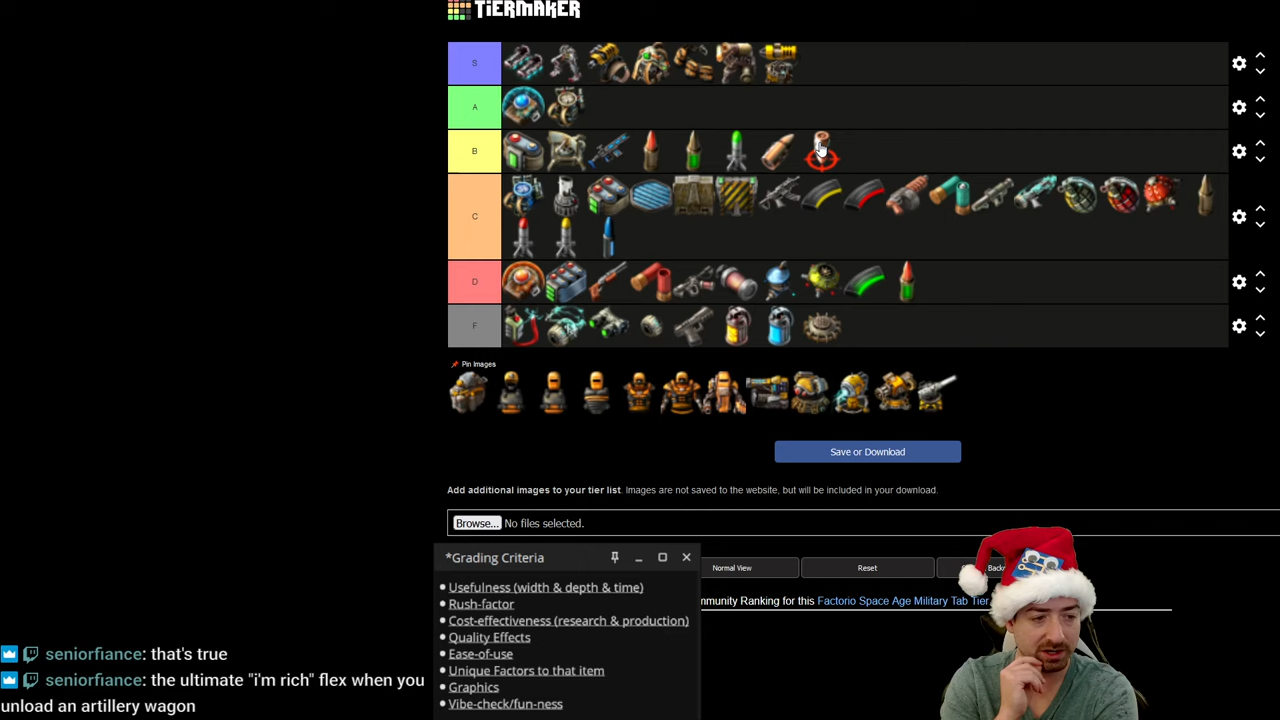 TiERMAKER
S
A
B
C
D
F
📌 Pin Images
Save or Download
Add additional images to your tier list. Images are not saved to the website, but will be included in your download.
Browse... No files selected.
*Grading Criteria
Normal View
Reset
Usefulness (width & depth & time)
Rush-factor
mmunity Ranking for this Factorio Space Age Military Tab Tier
Cost-effectiveness (research & production)
Quality Effects
Ease-of-use
Unique Factors to that item
Graphics
Vibe-check/fun-ness
seniorfiance: that's true
seniorfiance: the ultimate "i'm rich" flex when you
unload an artillery wagon